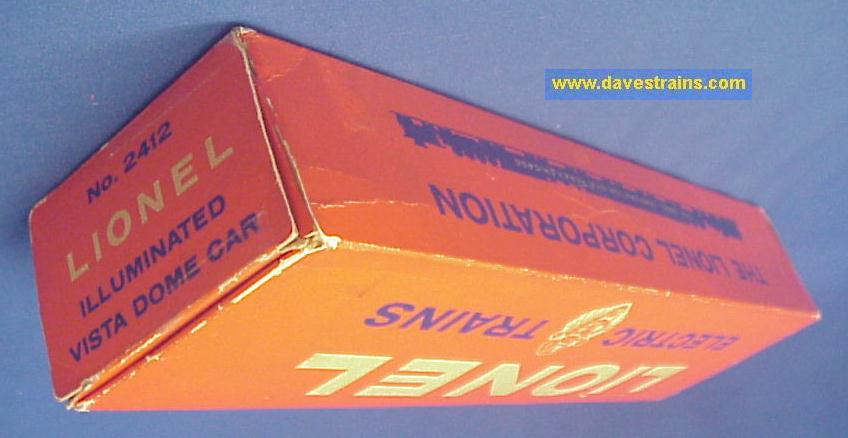 www.davestrains.com
No. 2412
LIONEL
ILLUMINATED
VISTA DOME CAR
THE LIONEL CORPORATION
LIONEL
ELECTRIC TRAINS